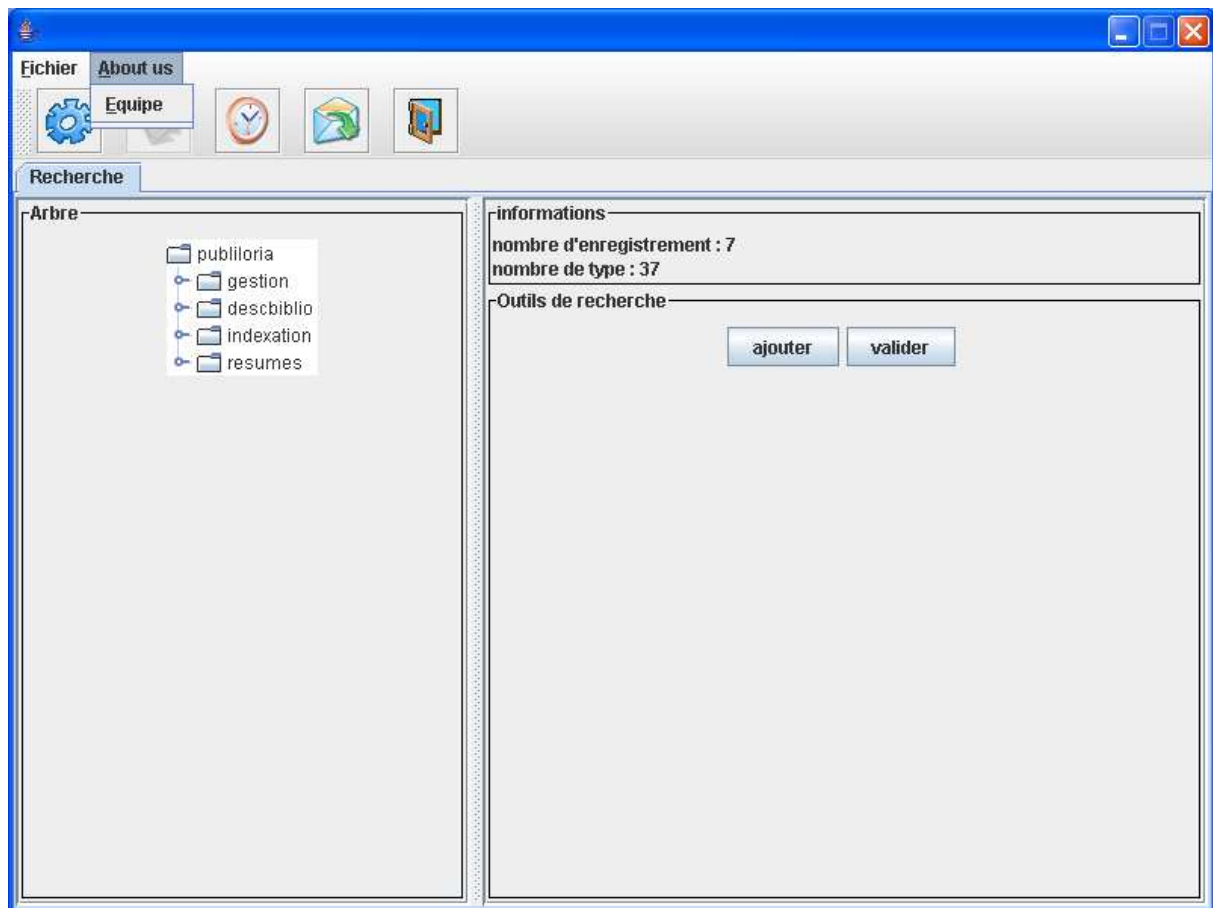 Fichier About us
Equipe
Recherche
Arbre
publiloria
gestion
descbiblio
indexation
resumes
informations
nombre d'enregistrement : 7
nombre de type : 37
Outils de recherche
ajouter valider